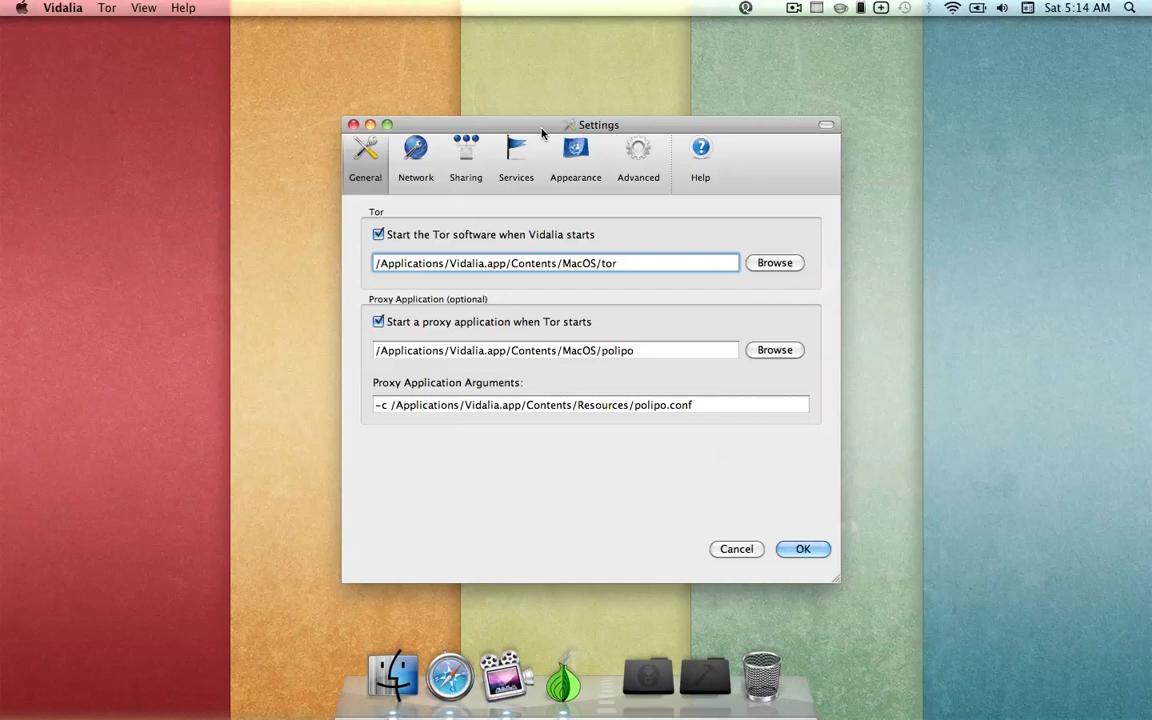 Vidalia Tor View Help Sat 5:14 AM
Settings
General Network Sharing Services Appearance Advanced Help
Tor
Start the Tor software when Vidalia starts
/Applications/Vidalia.app/Contents/MacOS/tor Browse
Proxy Application (optional)
Start a proxy application when Tor starts
/Applications/Vidalia.app/Contents/MacOS/polipo Browse
Proxy Application Arguments:
-c /Applications/Vidalia.app/Contents/Resources/polipo.conf
Cancel OK